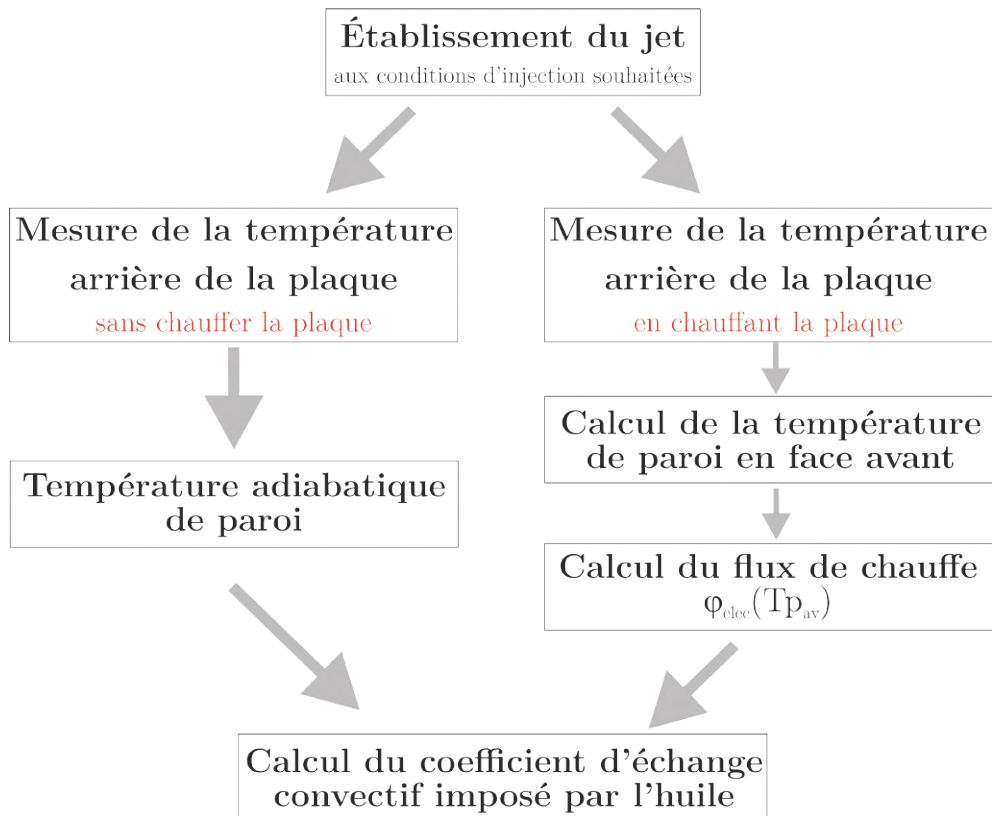 Établissement du jet
aux conditions d'injection souhaitées
Mesure de la température
arrière de la plaque
sans chauffer la plaque
Mesure de la température
arrière de la plaque
en chauffant la plaque
Calcul de la température
de paroi en face avant
Température adiabatique
de paroi
Calcul du flux de chauffe
φelec(Tpav)
Calcul du coefficient d'échange
convectif imposé par l'huile